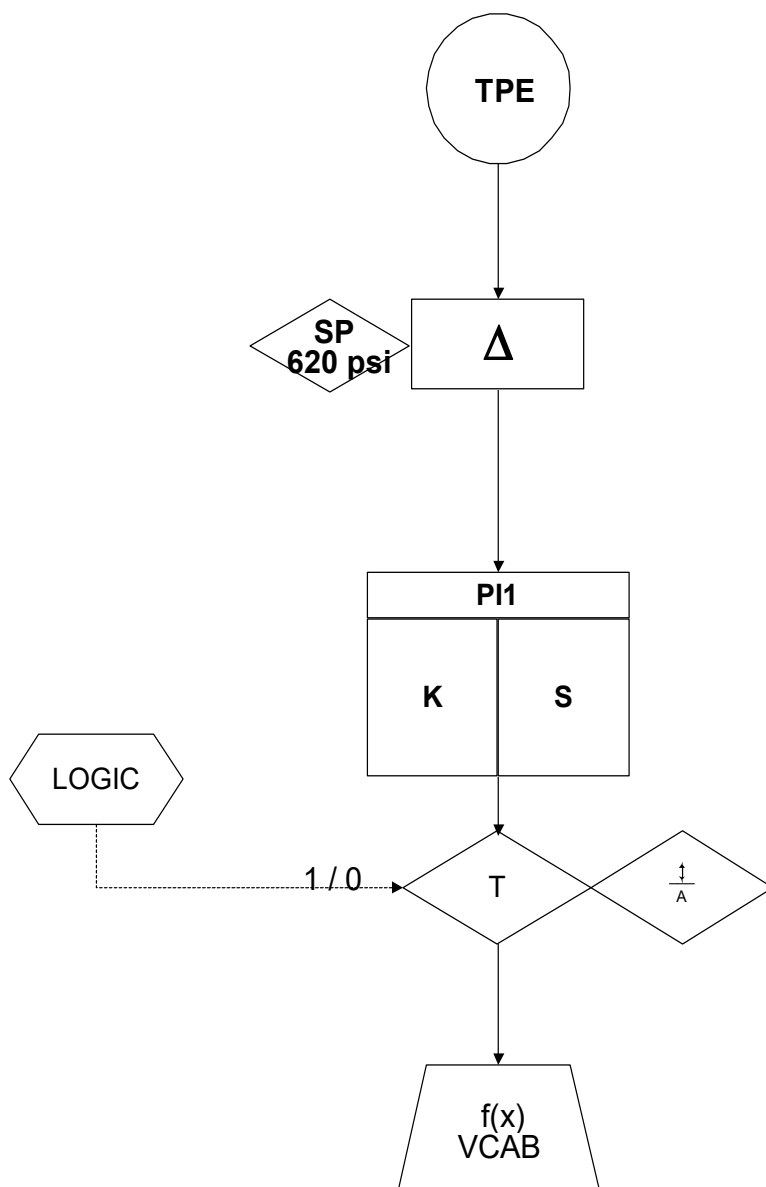 TPE
SP
620 psi
Δ
PI1
K
S
LOGIC
1 / 0
T
A
f(x)
VCAB